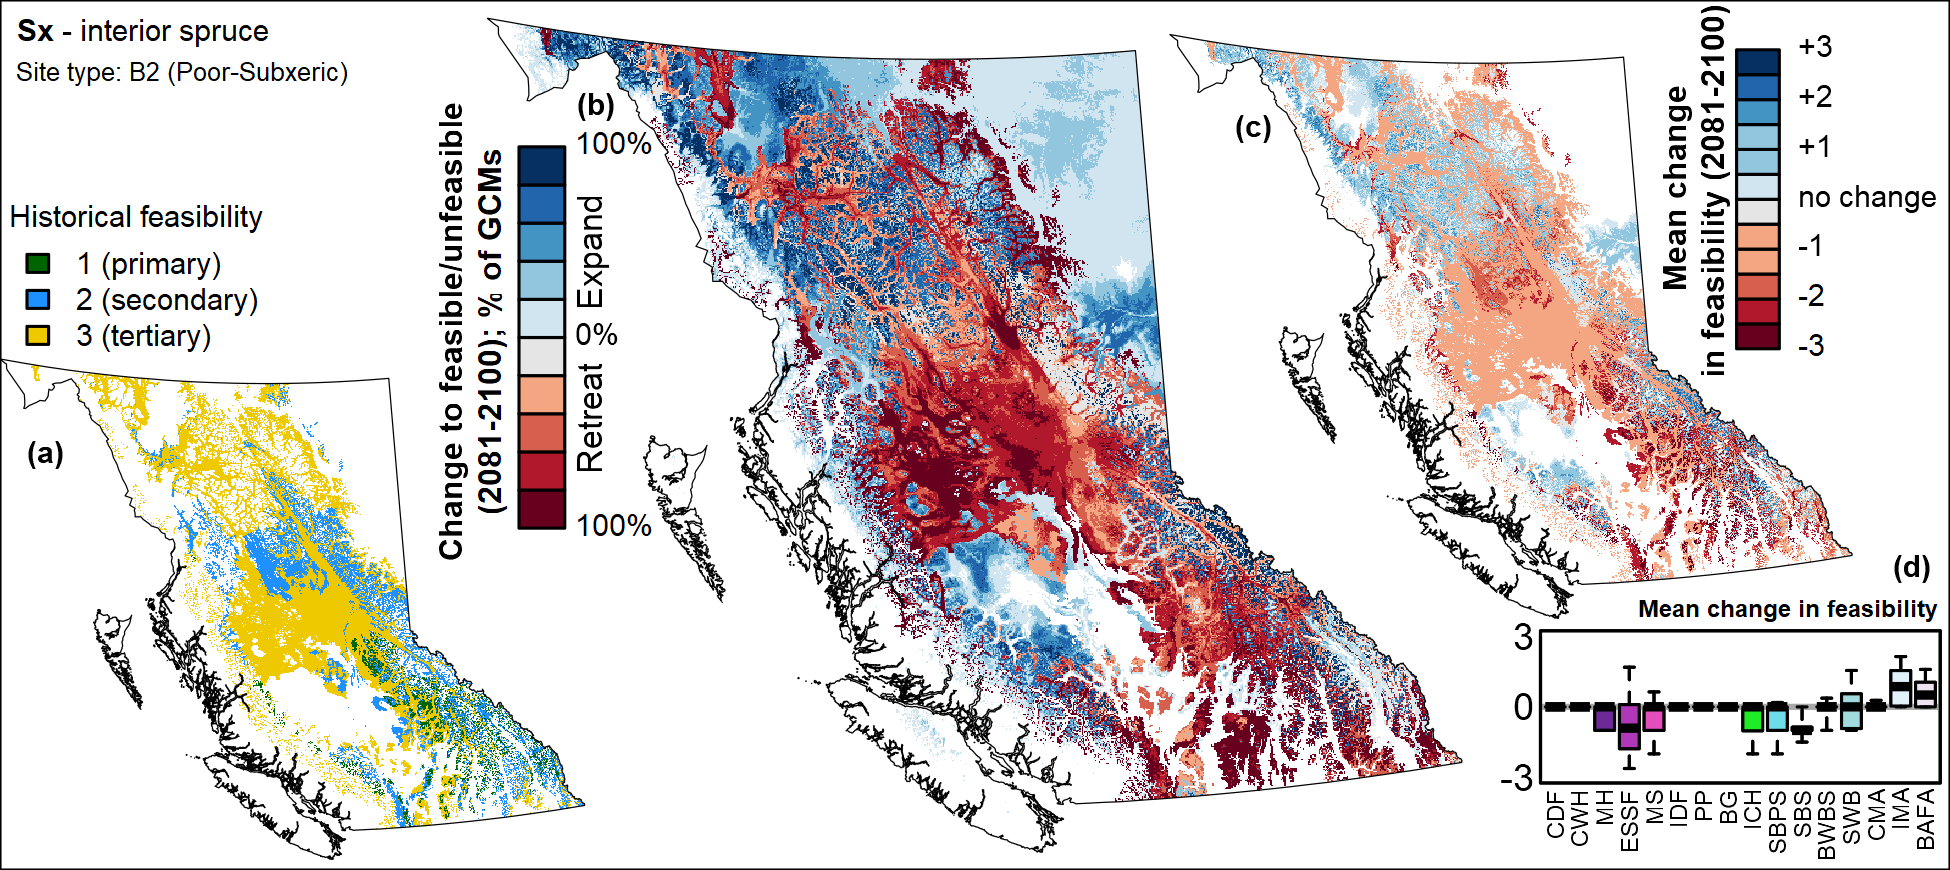 Sx - interior spruce
Site type: B2 (Poor-Subxeric)
Historical feasibility
1 (primary)
2 (secondary)
3 (tertiary)
(a)
Change to feasible/unfeasible
(2081-2100); % of GCMs
100%
Expand
0%
Retreat
100%
(b)
(c)
Mean change
in feasibility (2081-2100)
+3
+2
+1
no change
-1
-2
-3
(d)
Mean change in feasibility
3
0
-3
CDF
CWH
MH
ESSF
MS
IDF
PP
BG
ICH
SBPS
SBS
BWBS
SWB
CMA
IMA
BAFA